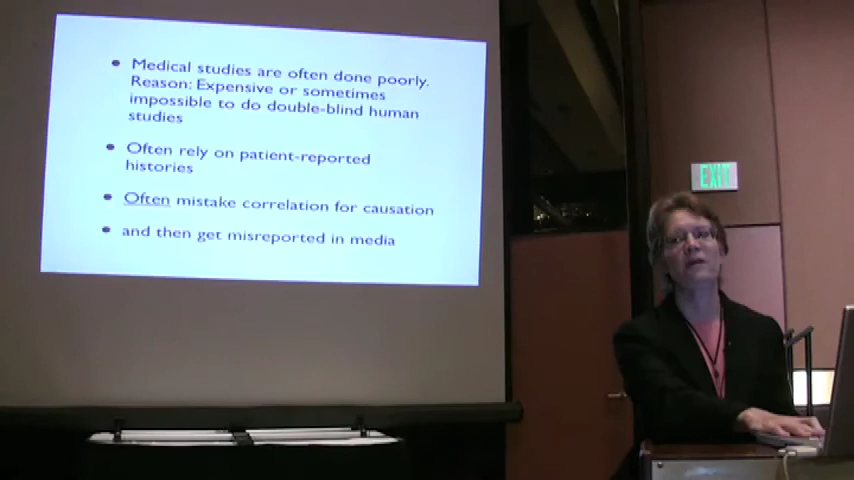 • Medical studies are often done poorly.
Reason: Expensive or sometimes
impossible to do double-blind human
studies
• Often rely on patient-reported
histories
• Often mistake correlation for causation
• and then get misreported in media
EXIT